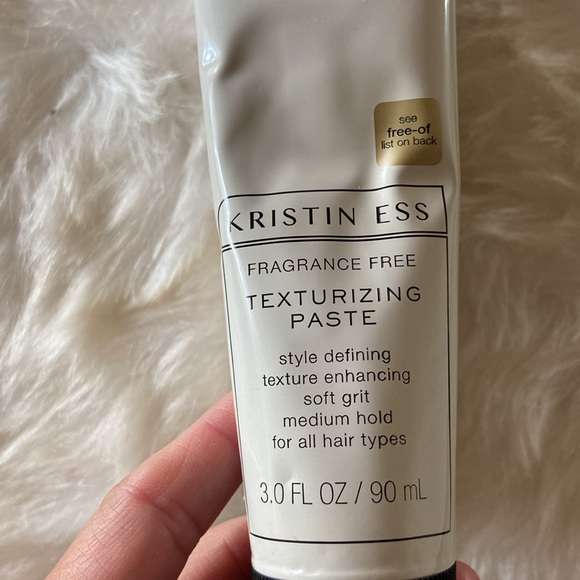 see
free-of
list on back
KRISTIN ESS
FRAGRANCE FREE
TEXTURIZING
PASTE
style defining
texture enhancing
soft grit
medium hold
for all hair types
3.0 FL OZ / 90 mL